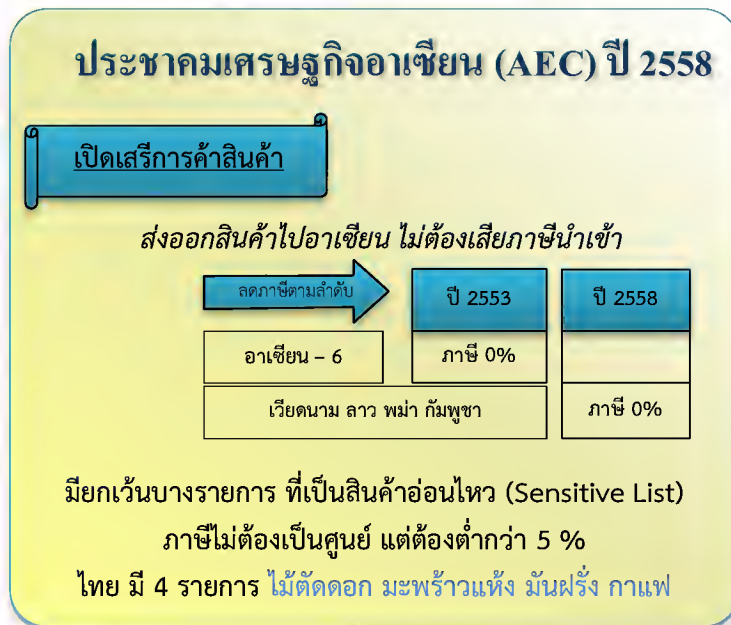 ประชาคมเศรษฐกิจอาเซียน (AEC) ปี 2558
เปิดเสรีการค้าสินค้า
ส่งออกสินค้าไปอาเซียน ไม่ต้องเสียภาษีนำเข้า
ลดภาษีตามลำดับ ปี 2553 ปี 2558
อาเซียน – 6 ภาษี 0%
เวียดนาม ลาว พม่า กัมพูชา ภาษี 0%
มียกเว้นบางรายการ ที่เป็นสินค้าอ่อนไหว (Sensitive List)
ภาษีไม่ต้องเป็นศูนย์ แต่ต้องต่ำกว่า 5 %
ไทย มี 4 รายการ ไม้ตัดดอก มะพร้าวแห้ง มันฝรั่ง กาแฟ